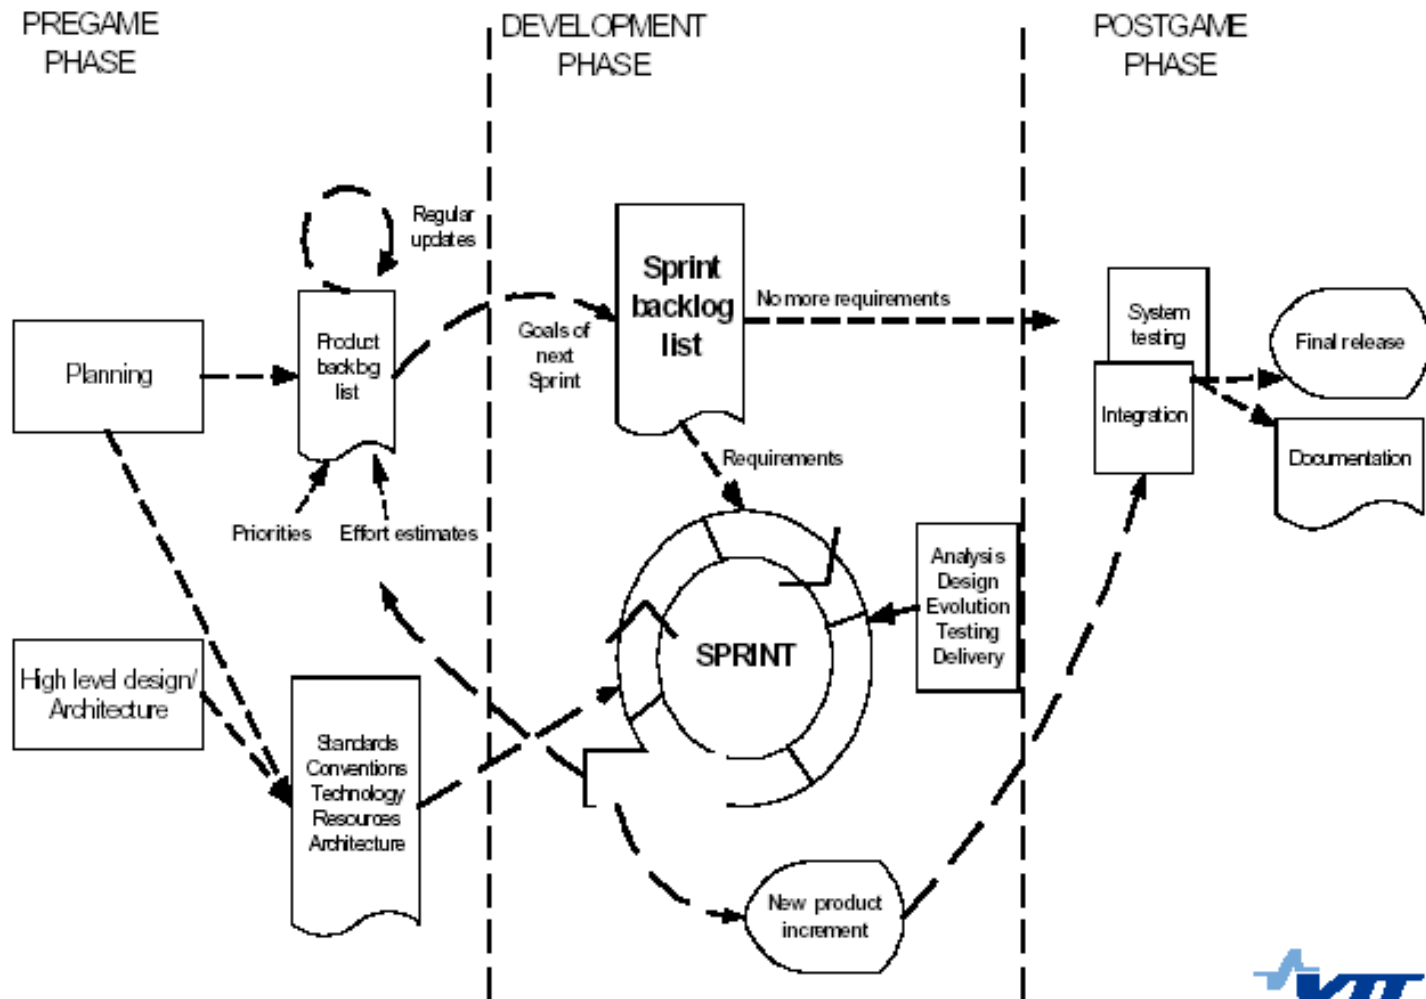 PREGAME
PHASE
DEVELOPMENT
PHASE
POSTGAME
PHASE
Regular
updates
Sprint
backlog
list
No more requirements
System
testing
Final release
Goals of
next
Sprint
Planning
Product
backlog
list
Integration
Documentation
Requirements
Priorities
Effort estimates
Analysis
Design
Evolution
Testing
Delivery
SPRINT
High level design/
Architecture
Standards
Conventions
Technology
Resources
Architecture
New product
increment
VTT